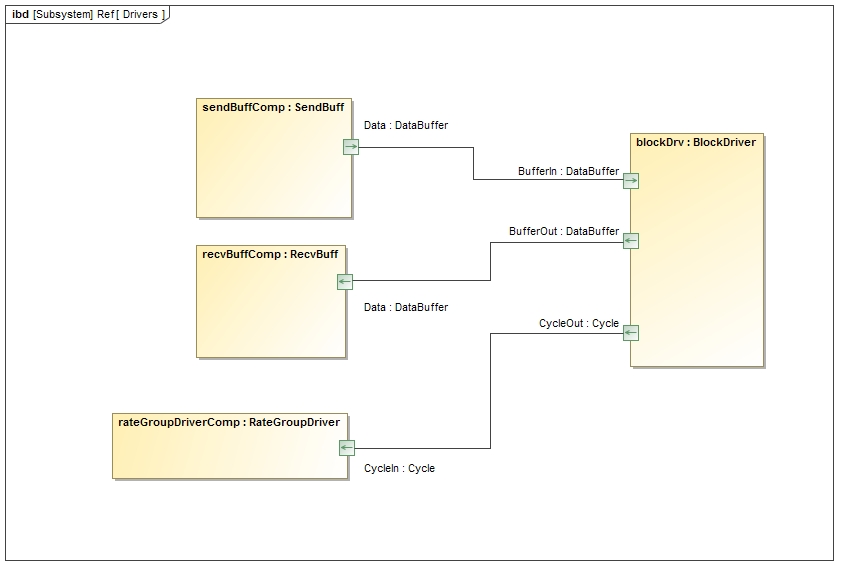 ibd [Subsystem] Ref [ Drivers ]
sendBuffComp : SendBuff
Data : DataBuffer
blockDrv : BlockDriver
BufferIn : DataBuffer
BufferOut : DataBuffer
recvBuffComp : RecvBuff
Data : DataBuffer
CycleOut : Cycle
rateGroupDriverComp : RateGroupDriver
CycleIn : Cycle